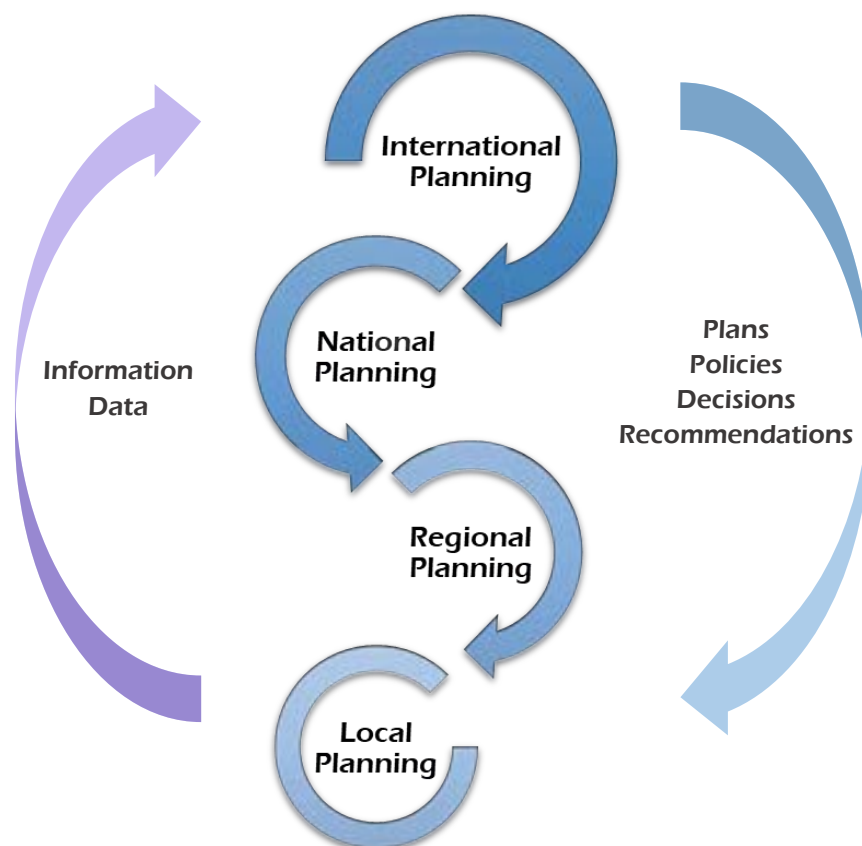 International
Planning
National
Planning
Information
Data
Plans
Policies
Decisions
Recommendations
Regional
Planning
Local
Planning